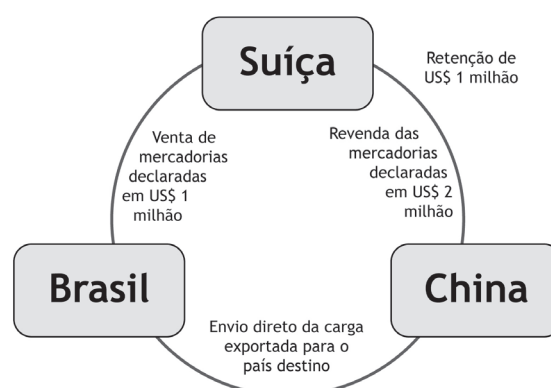 Suíça
Retenção de
US$ 1 milhão
Venta de
mercadorias
declaradas
em US$ 1
milhão
Revenda das
mercadorias
declaradas
em US$ 2
milhão
Brasil
China
Envio direto da carga
exportada para o
país destino